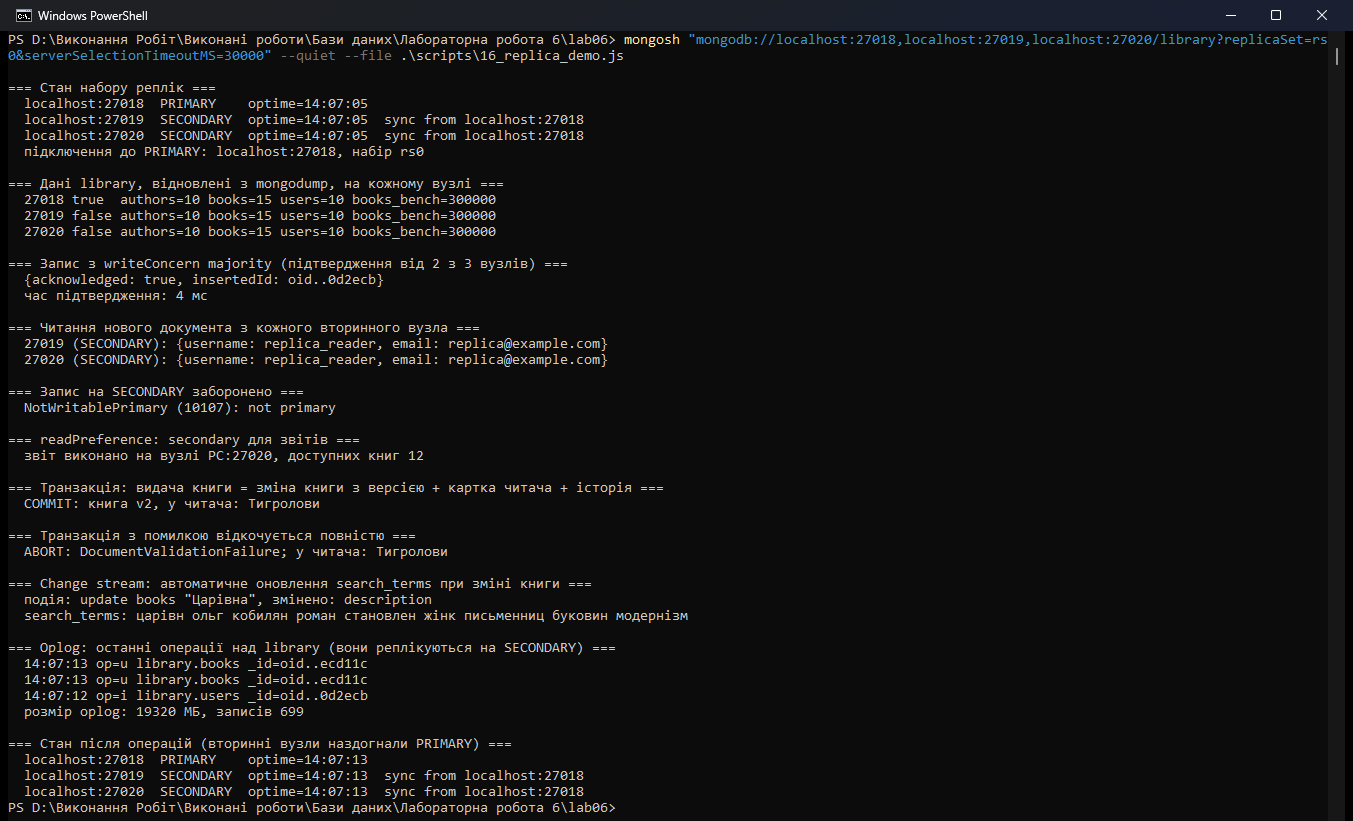 Windows PowerShell
PS D:\Виконання Робіт\Виконані роботи\Бази даних\Лабораторна робота 6\lab06> mongosh "mongodb://localhost:27018,localhost:27019,localhost:27020/library?replicaSet=rs
0&serverSelectionTimeoutMS=30000" --quiet --file .\scripts\16_replica_demo.js
=== Стан набору реплік ===
localhost:27018 PRIMARY optime=14:07:05
localhost:27019 SECONDARY optime=14:07:05 sync from localhost:27018
localhost:27020 SECONDARY optime=14:07:05 sync from localhost:27018
підключення до PRIMARY: localhost:27018, набір rs0
=== Дані library, відновлені з mongodump, на кожному вузлі ===
27018 true authors=10 books=15 users=10 books_bench=300000
27019 false authors=10 books=15 users=10 books_bench=300000
27020 false authors=10 books=15 users=10 books_bench=300000
=== Запис з writeConcern majority (підтвердження від 2 з 3 вузлів) ===
{acknowledged: true, insertedId: oid..0d2ecb}
час підтвердження: 4 мс
=== Читання нового документа з кожного вторинного вузла ===
27019 (SECONDARY): {username: replica_reader, email: replica@example.com}
27020 (SECONDARY): {username: replica_reader, email: replica@example.com}
=== Запис на SECONDARY заборонено ===
NotWritablePrimary (10107): not primary
=== readPreference: secondary для звітів ===
звіт виконано на вузлі PC:27020, доступних книг 12
=== Транзакція: видача книги = зміна книги з версією + картка читача + історія ===
COMMIT: книга v2, у читача: Тигролови
=== Транзакція з помилкою відкочується повністю ===
ABORT: DocumentValidationFailure; у читача: Тигролови
=== Change stream: автоматичне оновлення search_terms при зміні книги ===
подія: update books "Царівна", змінено: description
search_terms: царівн ольг кобилян роман становлен жінк письменниц буковин модернізм
=== Oplog: останні операції над library (вони реплікуються на SECONDARY) ===
14:07:13 op=u library.books _id=oid..ecd11c
14:07:13 op=u library.books _id=oid..ecd11c
14:07:12 op=i library.users _id=oid..0d2ecb
розмір oplog: 19320 МБ, записів 699
=== Стан після операцій (вторинні вузли наздогнали PRIMARY) ===
localhost:27018 PRIMARY optime=14:07:13
localhost:27019 SECONDARY optime=14:07:13 sync from localhost:27018
localhost:27020 SECONDARY optime=14:07:13 sync from localhost:27018
PS D:\Виконання Робіт\Виконані роботи\Бази даних\Лабораторна робота 6\lab06>